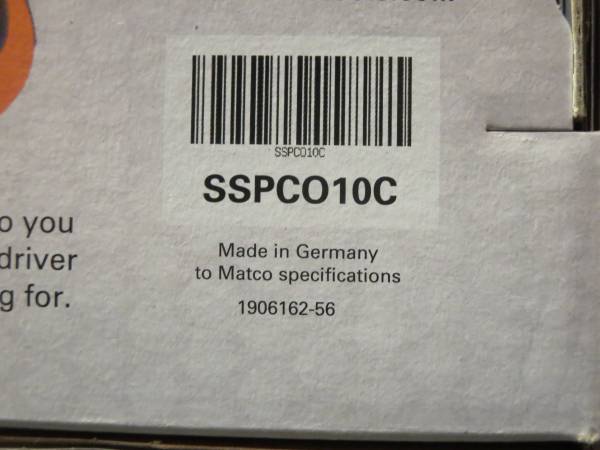 SSPCO10C
SSPCO10C
Made in Germany
to Matco specifications
1906162-56
o you
driver
g for.